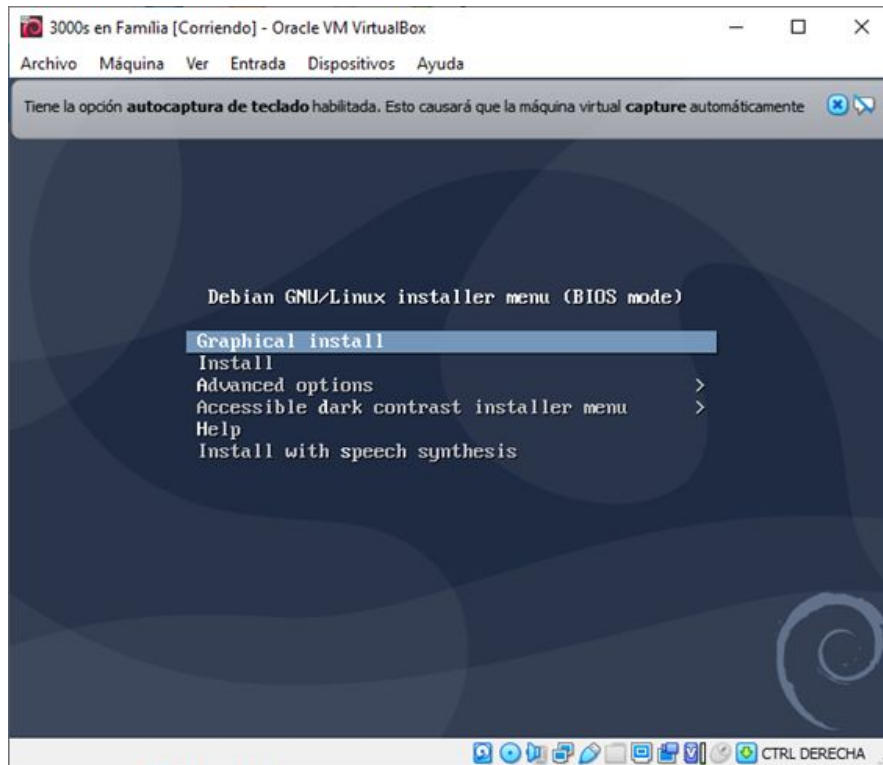 3000s en Família [Corriendo] - Oracle VM VirtualBox
Archivo Máquina Ver Entrada Dispositivos Ayuda
Tiene la opción autocaptura de teclado habilitada. Esto causará que la máquina virtual capture automáticamente
Debian GNU/Linux installer menu (BIOS mode)
Graphical install
Install
Advanced options >
Accessible dark contrast installer menu >
Help
Install with speech synthesis
CTRL DERECHA